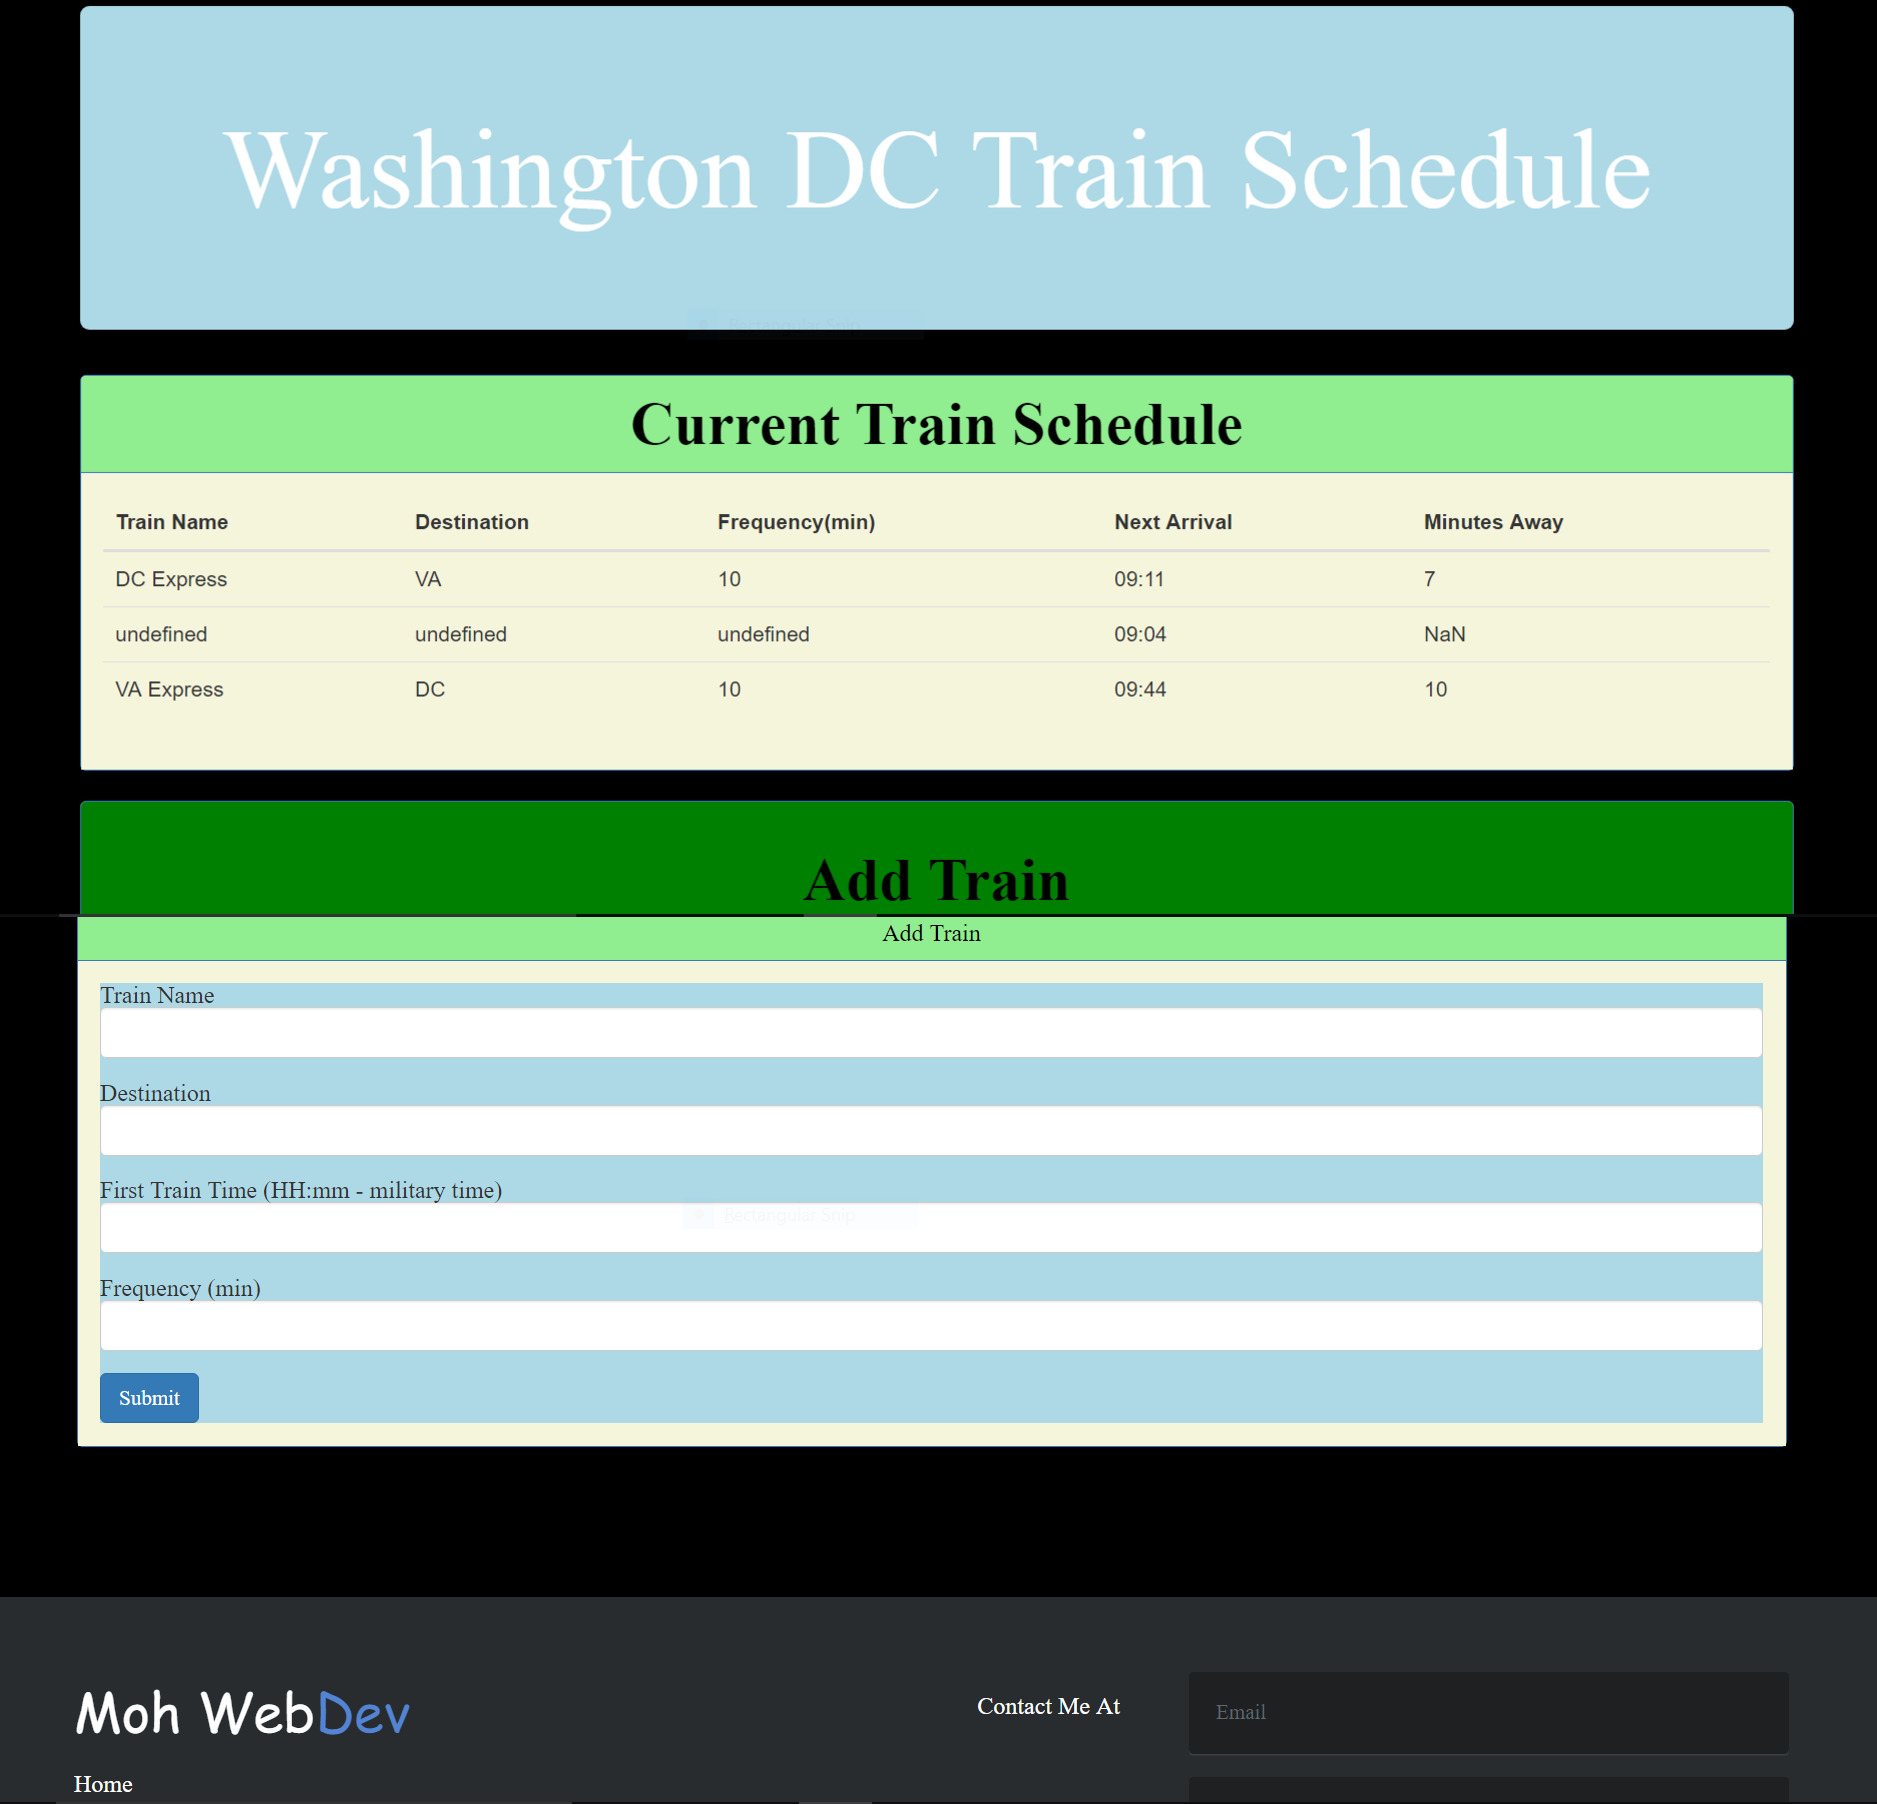 Washington DC Train Schedule
Current Train Schedule
Train Name Destination Frequency(min) Next Arrival Minutes Away
DC Express VA 10 09:11 7
undefined undefined undefined 09:04 NaN
VA Express DC 10 09:44 10
Add Train
Add Train
Train Name
Destination
First Train Time (HH:mm - military time)
Rectangular Snip
Frequency (min)
Submit
Moh WebDev
Contact Me At
Email
Home